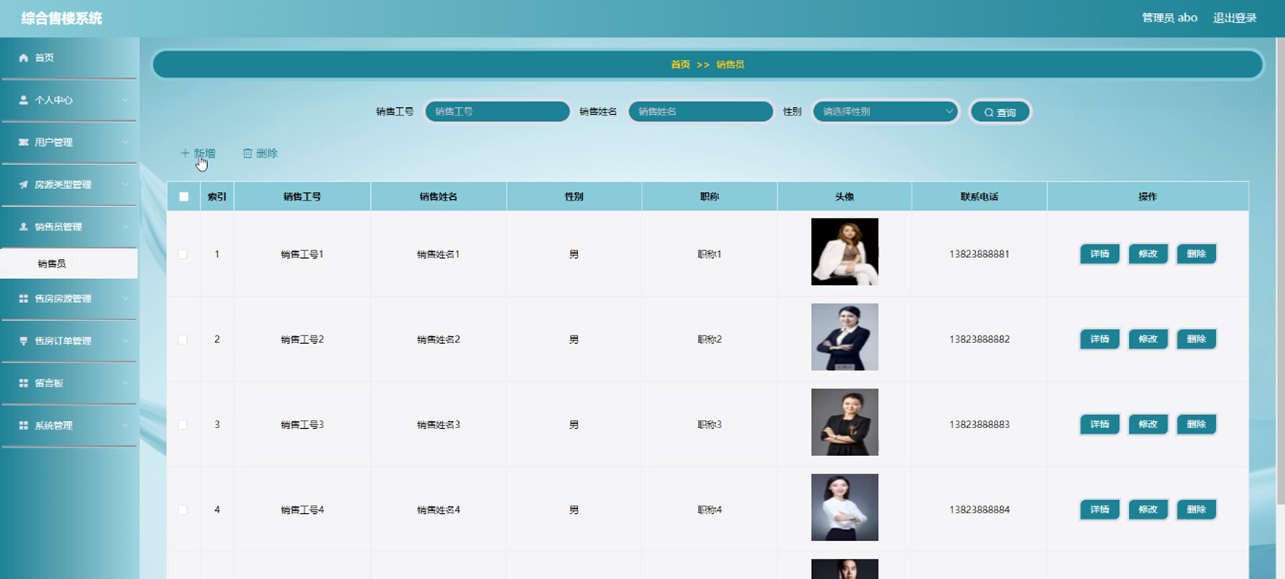 综合售楼系统
管理员 abo 退出登录
首页
个人中心
用户管理
房源类型管理
销售员管理
销售员
售房房源管理
售房订单管理
留言板
系统管理
首页 >> 销售员
销售工号 销售工号 销售姓名 销售姓名 性别 请选择性别 查询
新增 删除
索引 销售工号 销售姓名 性别 职称 头像 联系电话 操作
1 销售工号1 销售姓名1 男 职称1 13823888881 详情 修改 删除
2 销售工号2 销售姓名2 男 职称2 13823888882 详情 修改 删除
3 销售工号3 销售姓名3 男 职称3 13823888883 详情 修改 删除
4 销售工号4 销售姓名4 男 职称4 13823888884 详情 修改 删除